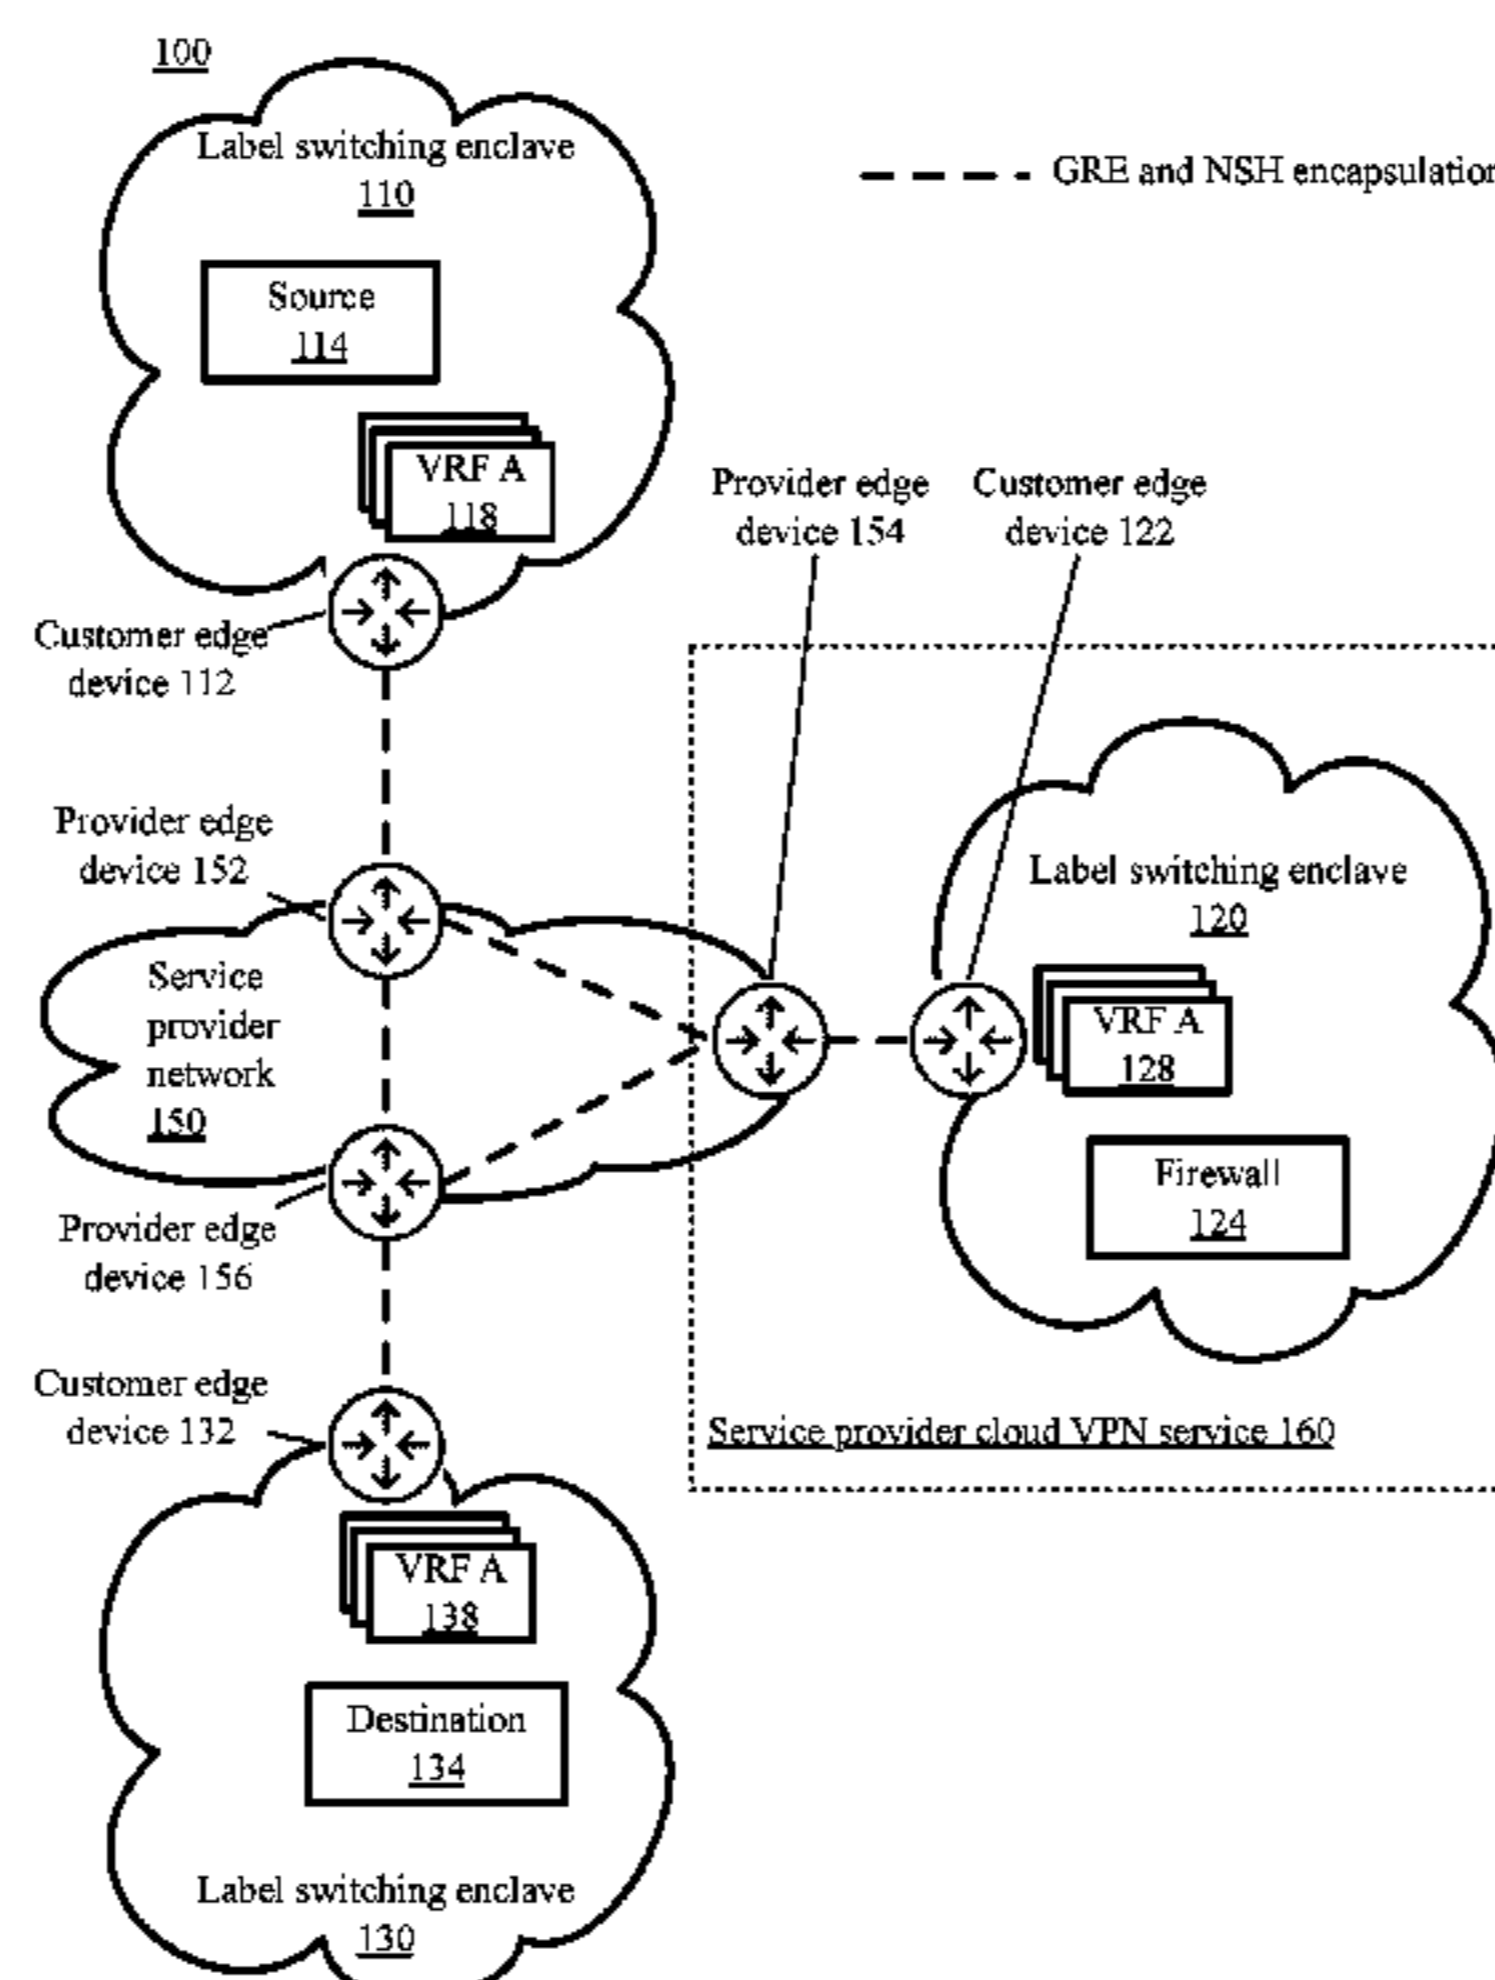 100
Label switching enclave
110
GRE and NSH encapsulation
Source
114
VRF A
118
Provider edge
device 154
Customer edge
device 122
Customer edge
device 112
Provider edge
device 152
Label switching enclave
120
Service
provider
network
150
VRF A
128
Firewall
124
Provider edge
device 156
Customer edge
device 132
Service provider cloud VPN service 160
VRF A
138
Destination
134
Label switching enclave
130